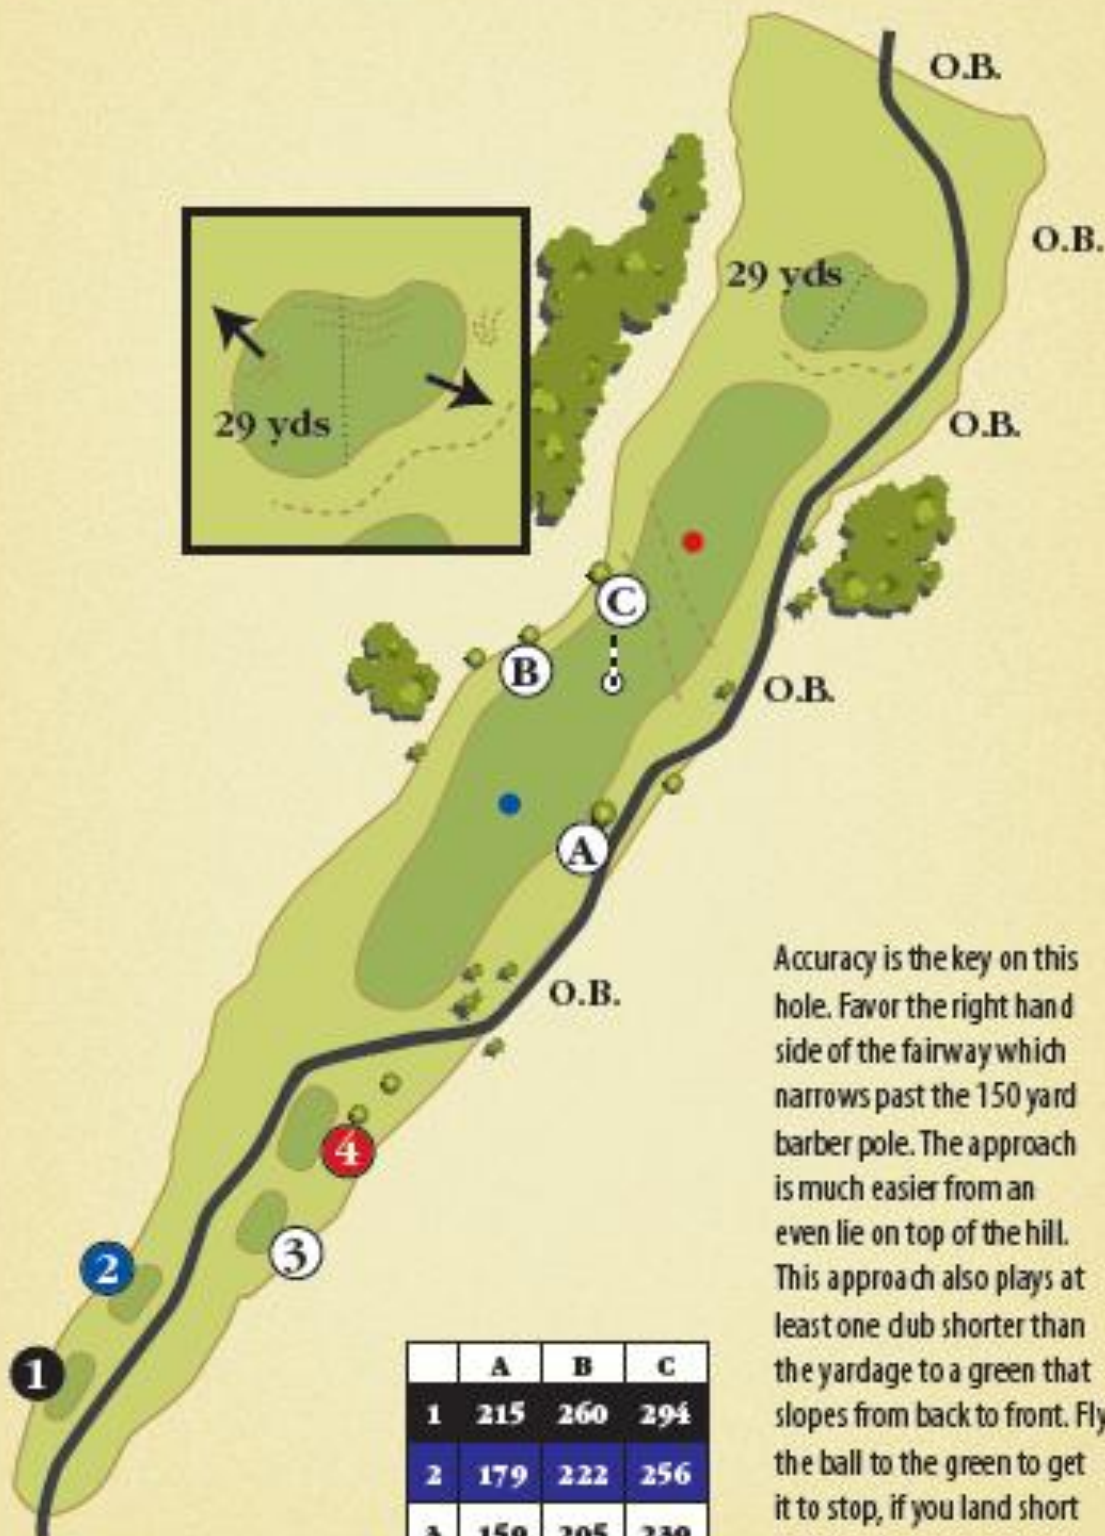 O.B.
O.B.
29 yds
29 yds
O.B.
C
B
O.B.
A
O.B.
4
3
2
1
A B C
1 215 260 294
2 179 222 256
3 159 205 239
Accuracy is the key on this
hole. Favor the right hand
side of the fairway which
narrows past the 150 yard
barber pole. The approach
is much easier from an
even lie on top of the hill.
This approach also plays at
least one club shorter than
the yardage to a green that
slopes from back to front. Fly
the ball to the green to get
it to stop, if you land short